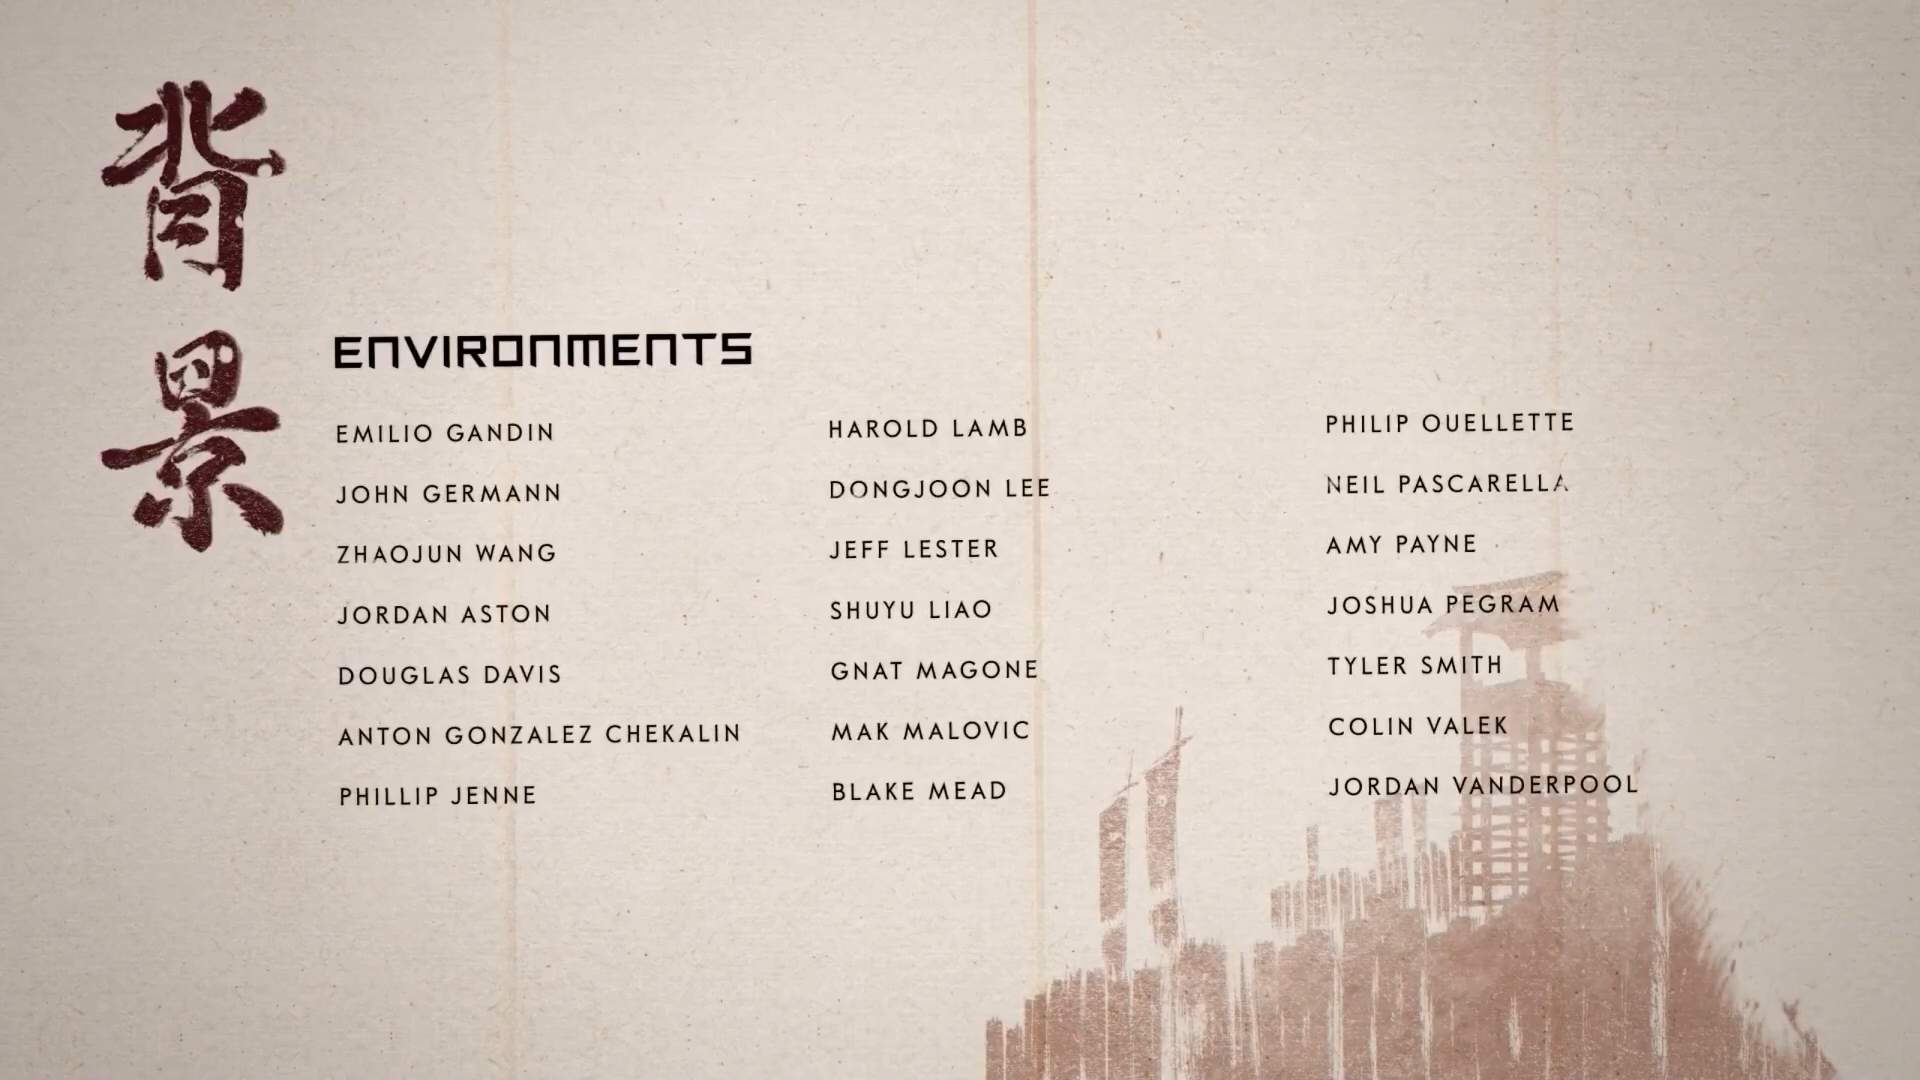 背景
ENVIRONMENTS
EMILIO GANDIN
JOHN GERMANN
ZHAOJUN WANG
JORDAN ASTON
DOUGLAS DAVIS
ANTON GONZALEZ CHEKALIN
PHILLIP JENNE
HAROLD LAMB
DONGJOON LEE
JEFF LESTER
SHUYU LIAO
GNAT MAGONE
MAK MALOVIC
BLAKE MEAD
PHILIP OUELLETTE
NEIL PASCARELLA
AMY PAYNE
JOSHUA PEGRAM
TYLER SMITH
COLIN VALEK
JORDAN VANDERPOOL